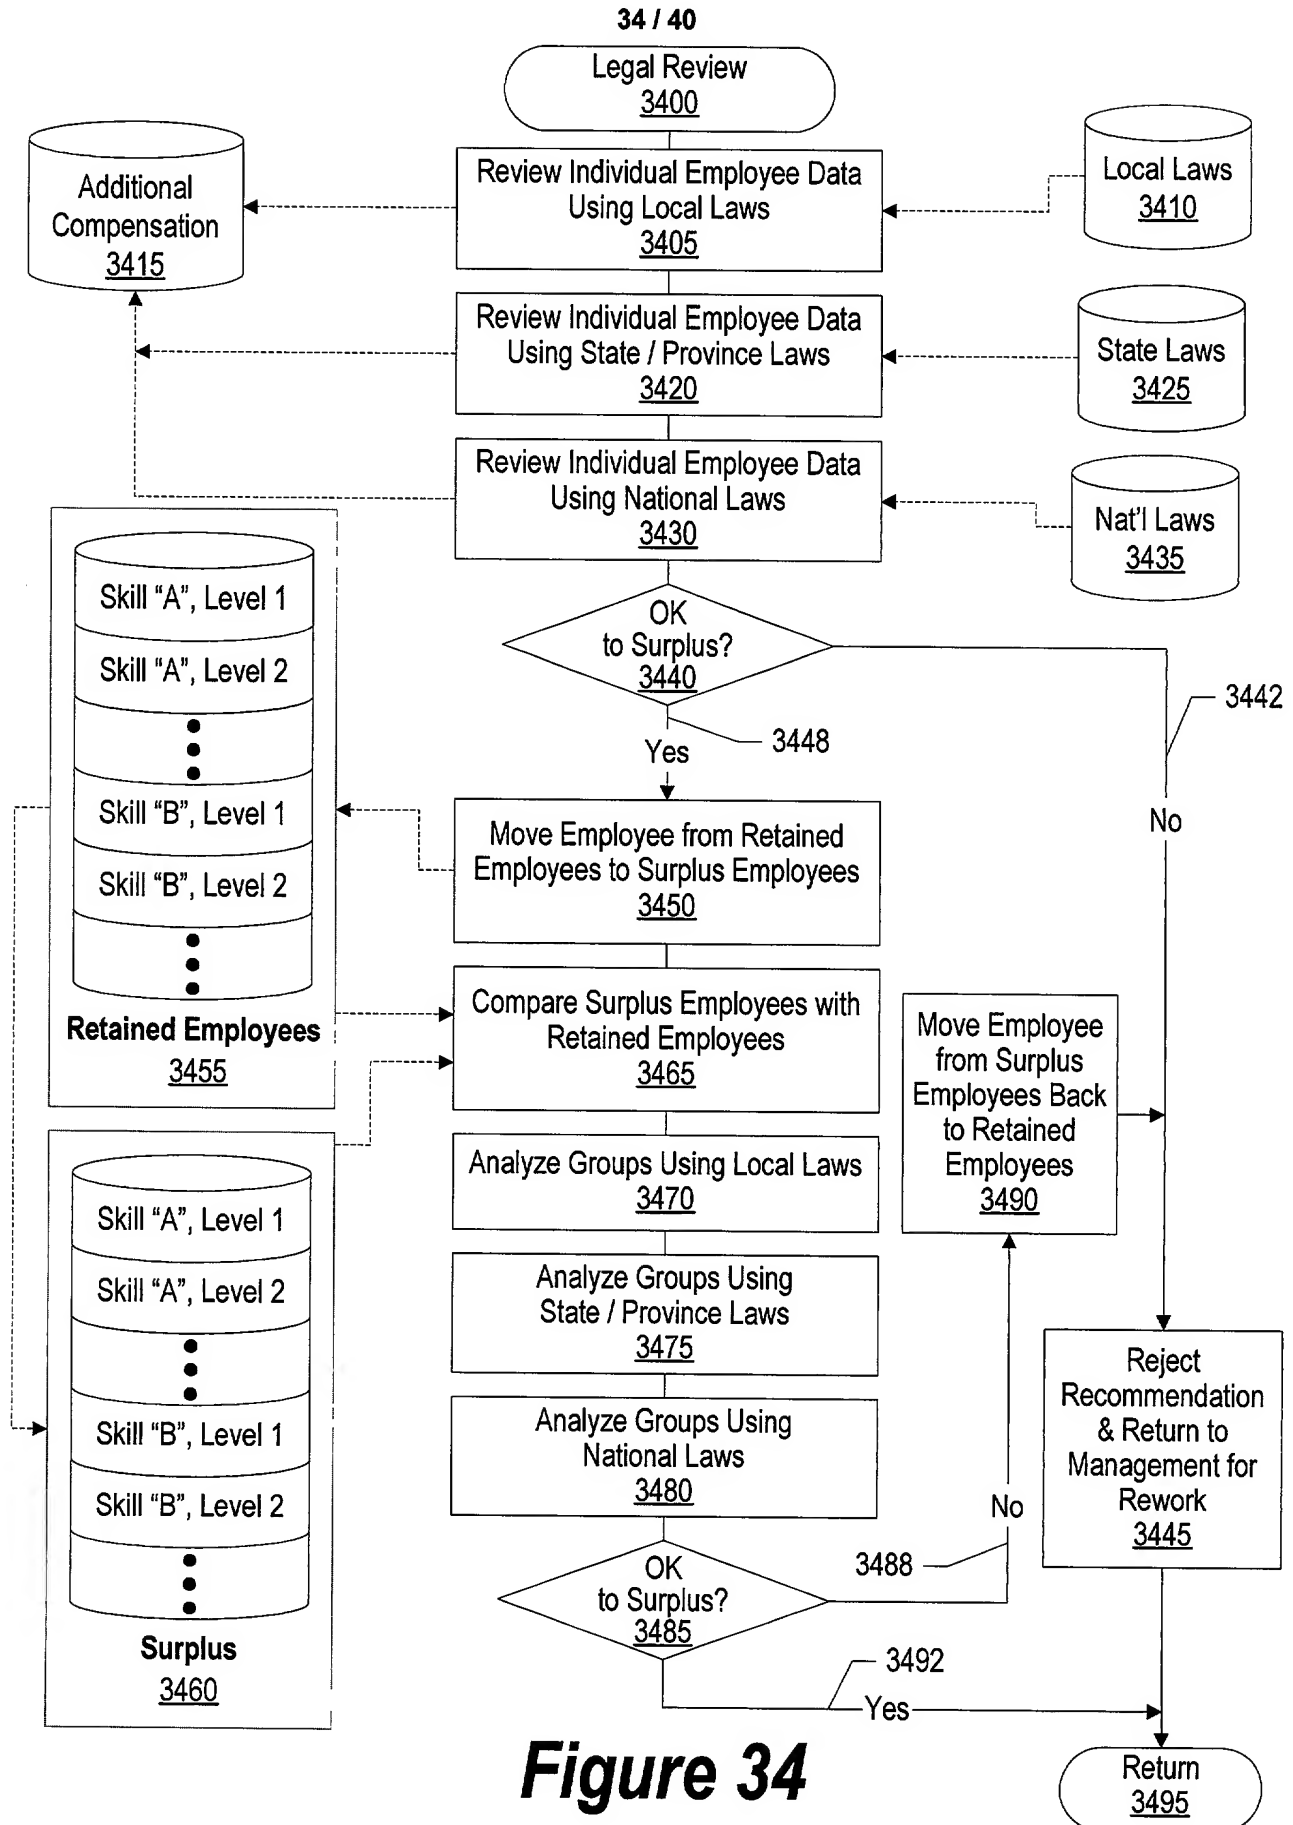 34 / 40
Legal Review
3400
Additional
Compensation
3415
Review Individual Employee Data
Using Local Laws
3405
Local Laws
3410
Review Individual Employee Data
Using State / Province Laws
3420
State Laws
3425
Review Individual Employee Data
Using National Laws
3430
Nat'l Laws
3435
OK
to Surplus?
3440
3442
3448
Yes
No
Skill "A", Level 1
Skill "A", Level 2
Skill "B", Level 1
Skill "B", Level 2
Retained Employees
3455
Move Employee from Retained
Employees to Surplus Employees
3450
Compare Surplus Employees with
Retained Employees
3465
Move Employee
from Surplus
Employees Back
to Retained
Employees
3490
Analyze Groups Using Local Laws
3470
Skill "A", Level 1
Skill "A", Level 2
Skill "B", Level 1
Skill "B", Level 2
Surplus
3460
Analyze Groups Using
State / Province Laws
3475
Analyze Groups Using
National Laws
3480
Reject
Recommendation
& Return to
Management for
Rework
3445
No
3488
OK
to Surplus?
3485
3492
Yes
Return
3495
Figure 34